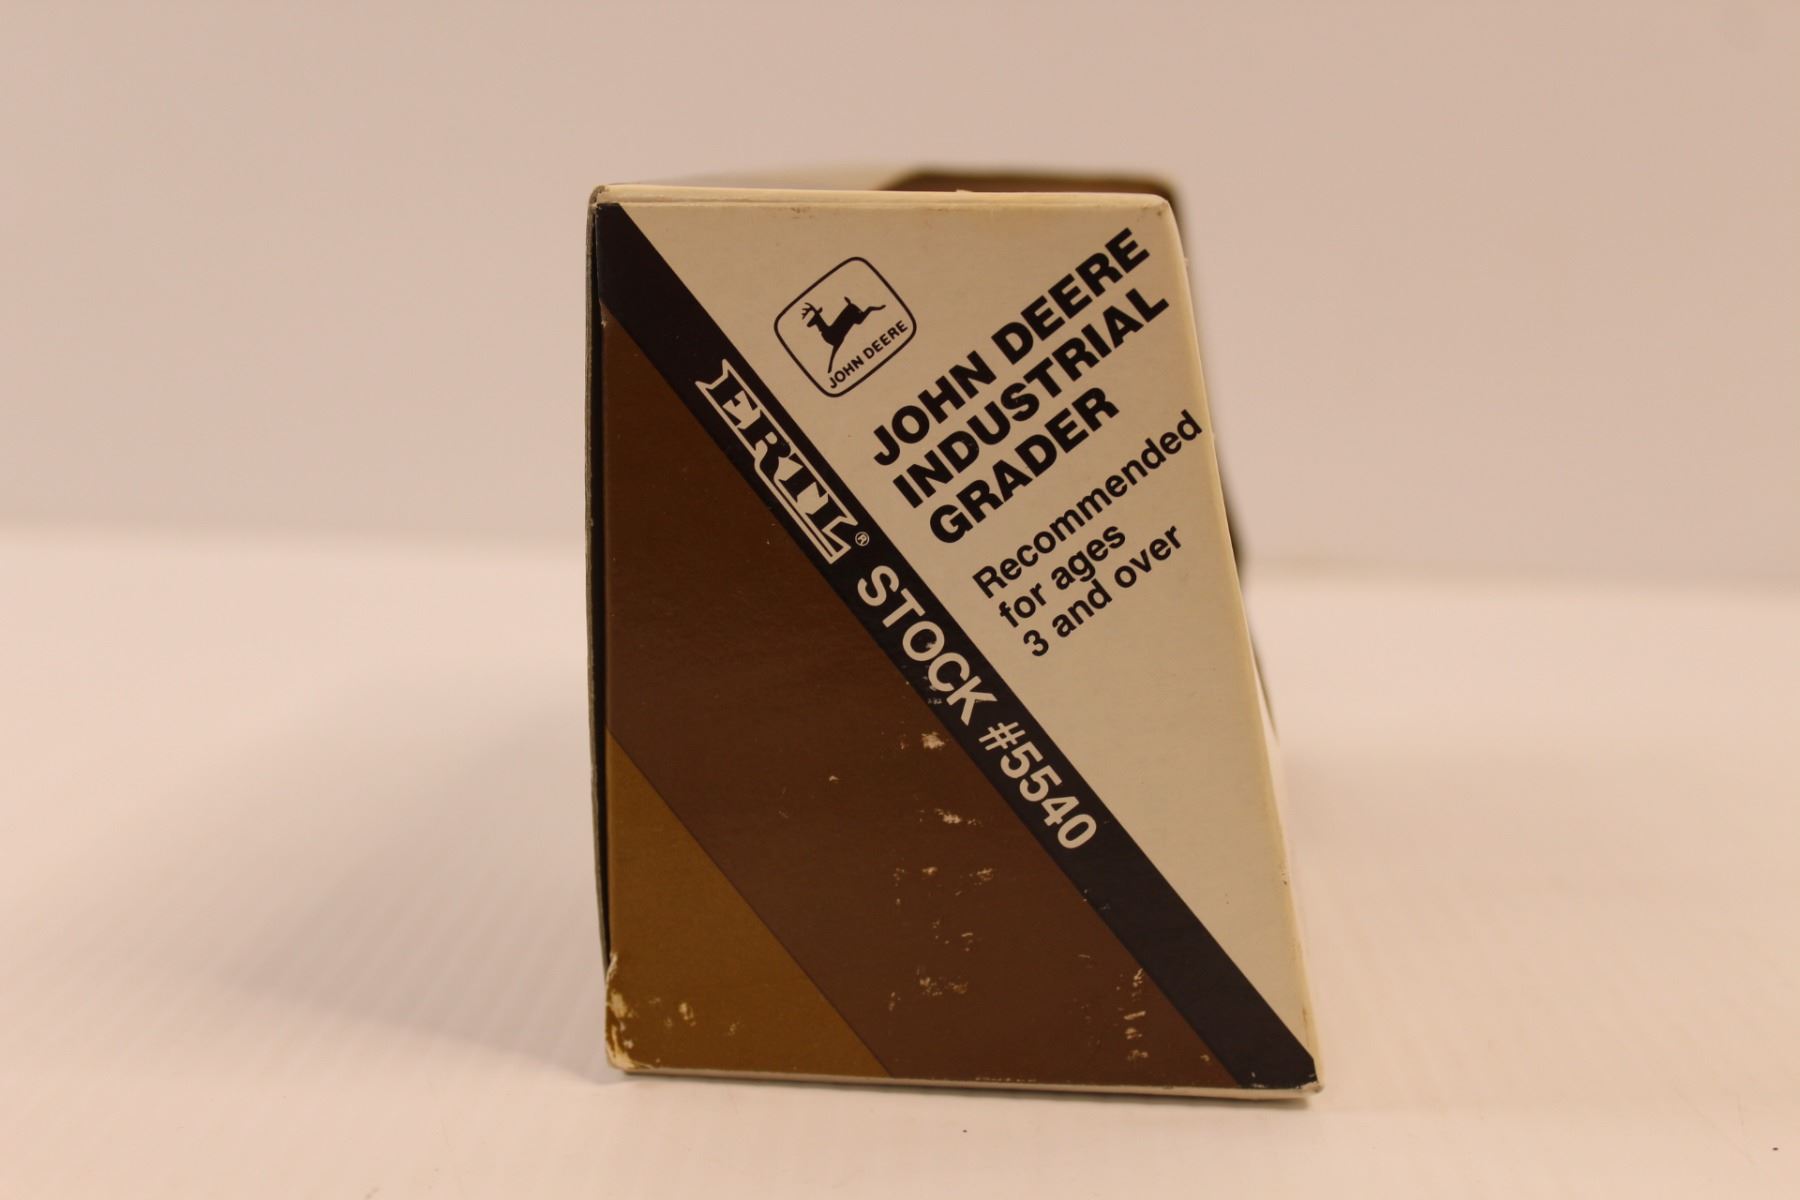 JOHN DEERE
JOHN DEERE
INDUSTRIAL
GRADER
Recommended
for ages
3 and over
ERTL® STOCK #5540